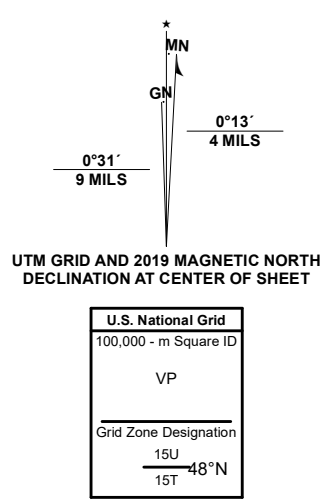 ★
MN
GN
0°13´
4 MILS
0°31´
9 MILS
UTM GRID AND 2019 MAGNETIC NORTH
DECLINATION AT CENTER OF SHEET
U.S. National Grid
100,000 - m Square ID
VP
Grid Zone Designation
15U
48°N
15T